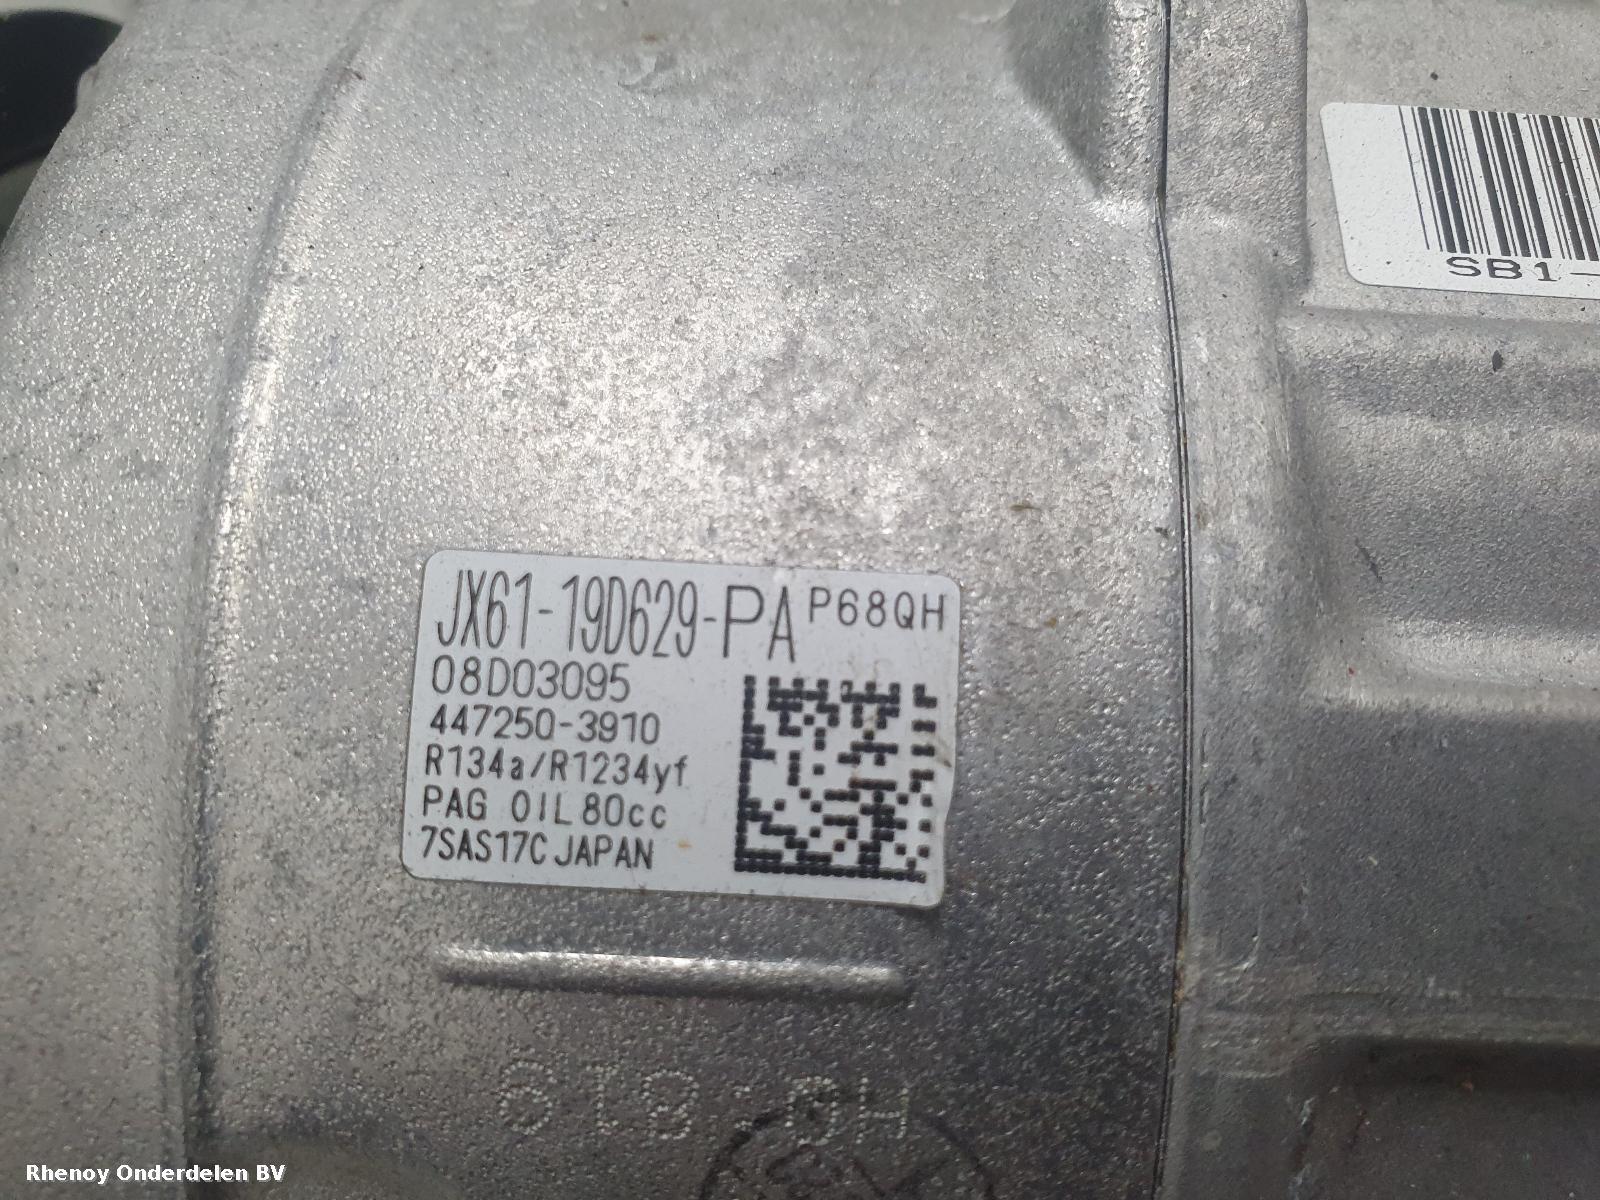 SB1-
JX61-19D629-PA P68QH
08D03095
447250-3910
R134a/R1234yf
PAG OIL 80cc
7SAS17C JAPAN
Rhenoy Onderdelen BV